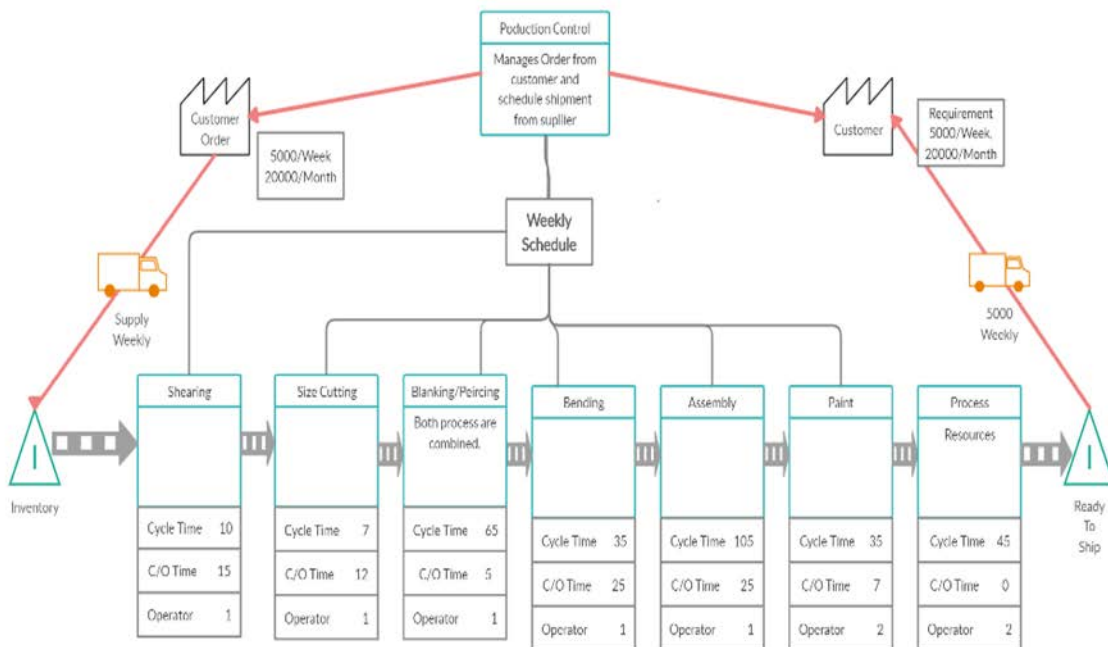 Poduction Control
Manages Order from
customer and
schedule shipment
from supllier
Customer
Order
5000/Week
20000/Month
Customer
Requirement
5000/Week.
20000/Month
Weekly
Schedule
Supply
Weekly
5000
Weekly
Inventory
Shearing
Cycle Time 10
C/O Time 15
Operator 1
Size Cutting
Cycle Time 7
C/O Time 12
Operator 1
Blanking/Peircing
Both process are
combined.
Cycle Time 65
C/O Time 5
Operator 1
Bending
Cycle Time 35
C/O Time 25
Operator 1
Assembly
Cycle Time 105
C/O Time 25
Operator 1
Paint
Cycle Time 35
C/O Time 7
Operator 2
Process
Resources
Cycle Time 45
C/O Time 0
Operator 2
Ready
To
Ship